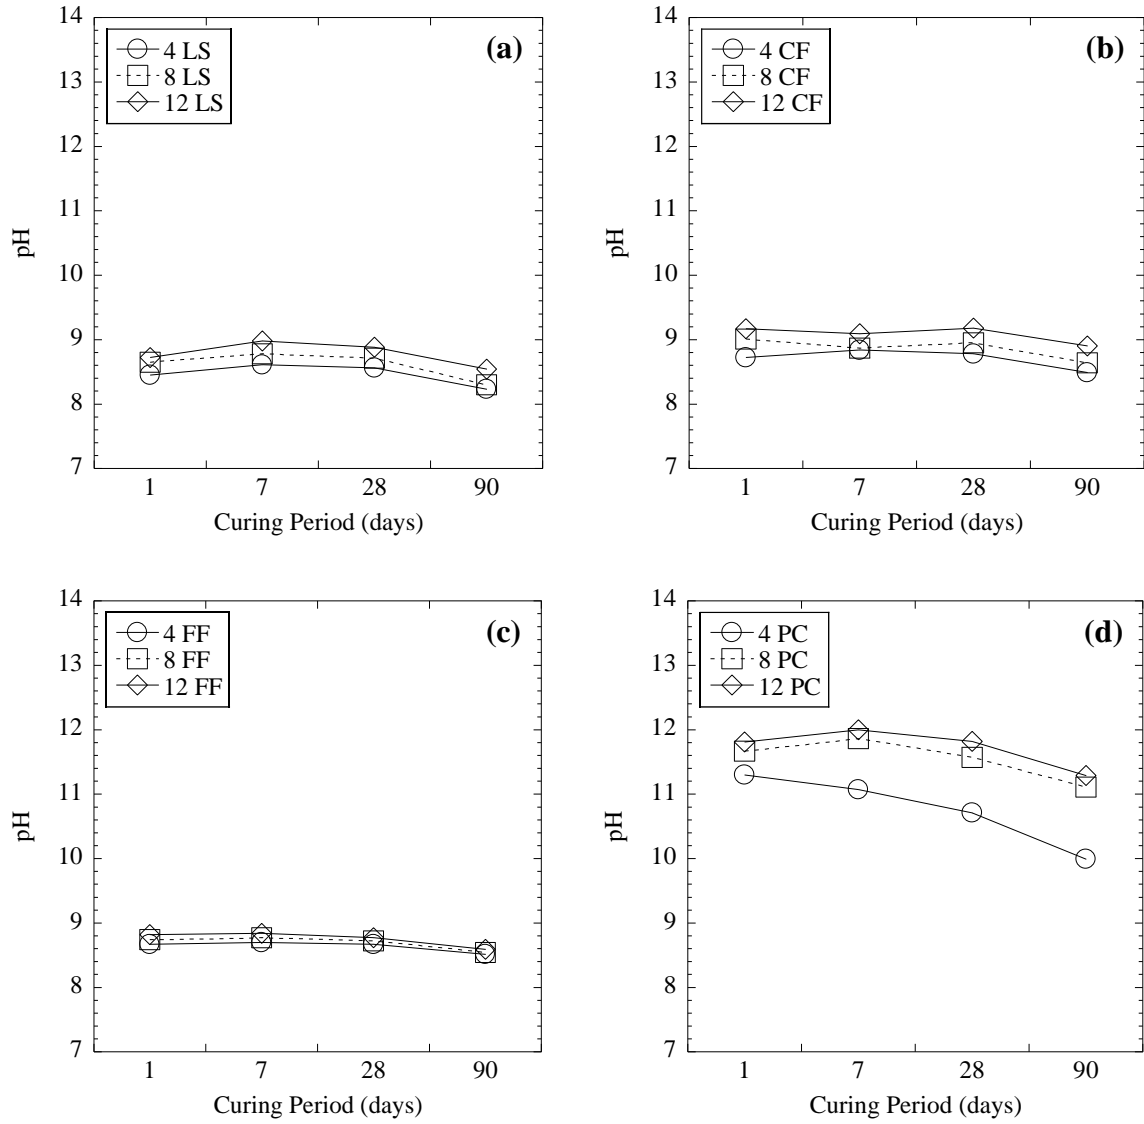 (a)
4 LS
8 LS
12 LS
14
13
12
11
10
9
8
7
pH
1 7 28 90
Curing Period (days)
(b)
4 CF
8 CF
12 CF
14
13
12
11
10
9
8
7
pH
1 7 28 90
Curing Period (days)
(c)
4 FF
8 FF
12 FF
14
13
12
11
10
9
8
7
pH
1 7 28 90
Curing Period (days)
(d)
4 PC
8 PC
12 PC
14
13
12
11
10
9
8
7
pH
1 7 28 90
Curing Period (days)